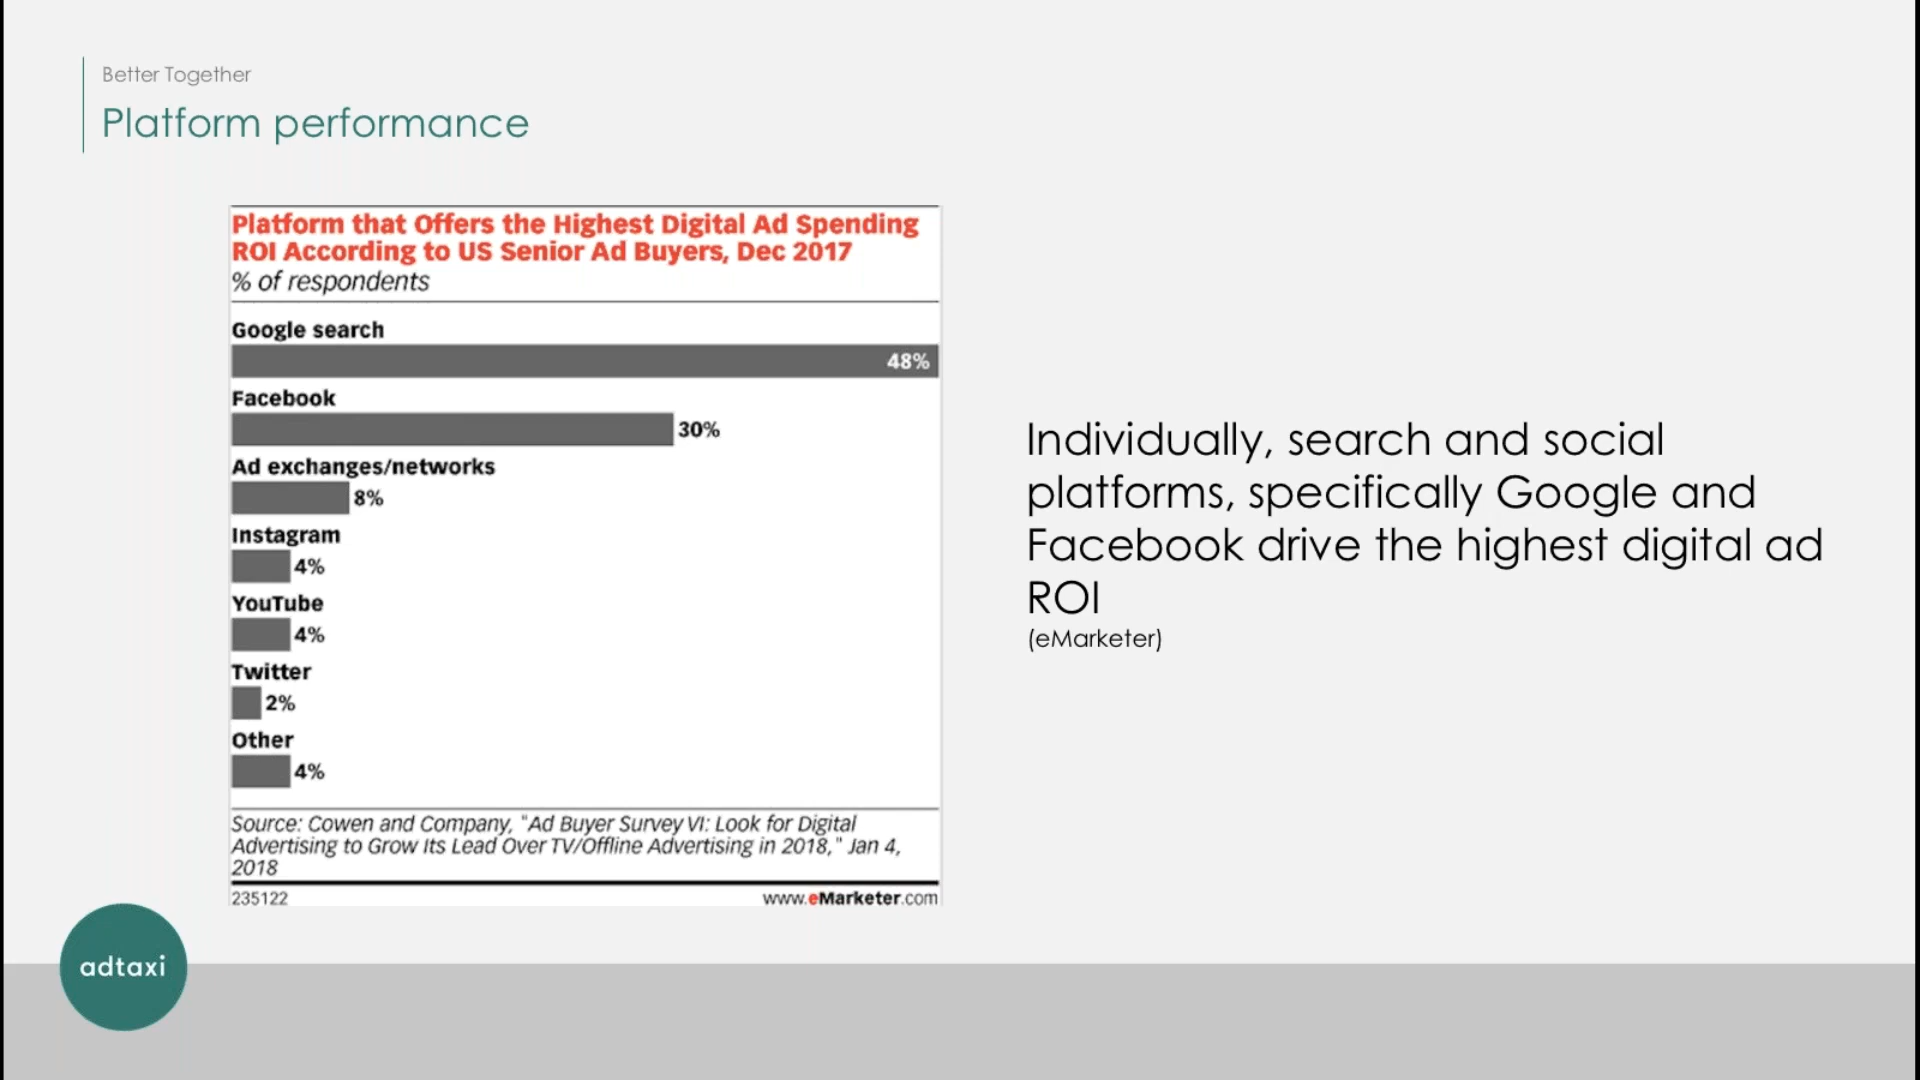 Better Together
Platform performance
Platform that Offers the Highest Digital Ad Spending
ROI According to US Senior Ad Buyers, Dec 2017
% of respondents
Google search
48%
Facebook
30%
Ad exchanges/networks
8%
Instagram
4%
YouTube
4%
Twitter
2%
Other
4%
Source: Cowen and Company, "Ad Buyer Survey VI: Look for Digital
Advertising to Grow Its Lead Over TV/Offline Advertising in 2018," Jan 4,
2018
235122
www.eMarketer.com
Individually, search and social
platforms, specifically Google and
Facebook drive the highest digital ad
ROI
(eMarketer)
adtaxi